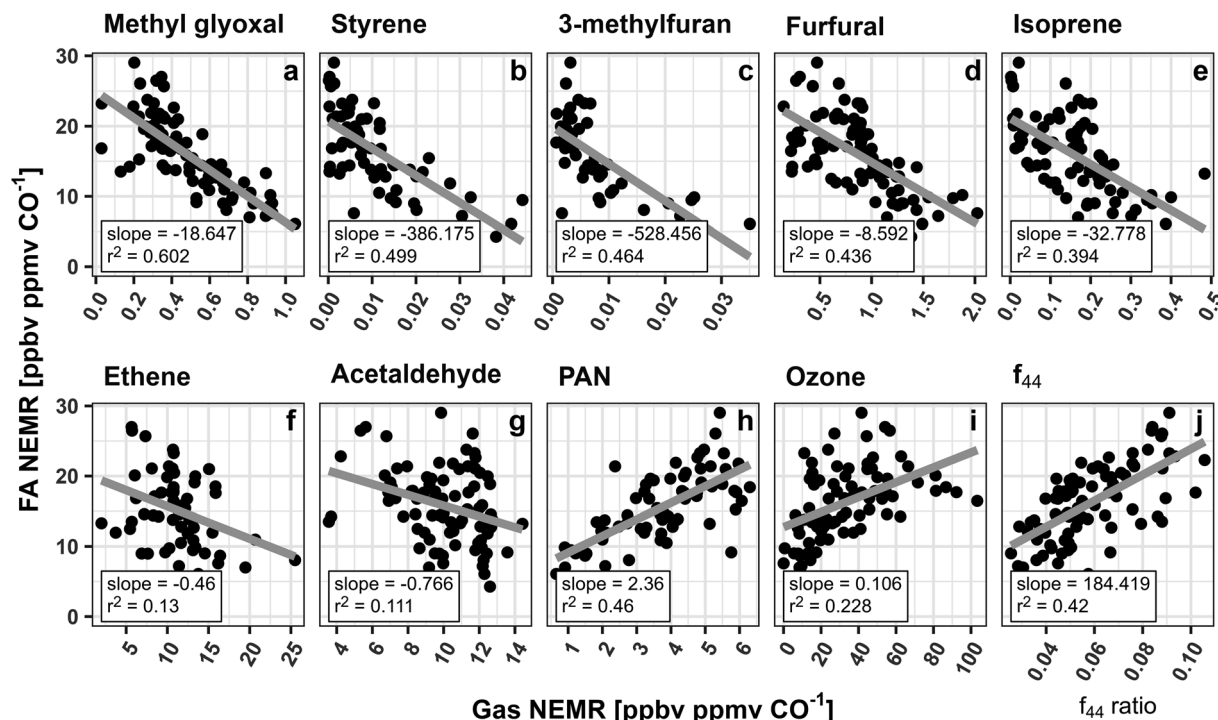 Methyl glyoxal Styrene 3-methylfuran Furfural Isoprene
a b c d e
30
20
10
0
slope = -18.647
r² = 0.602
slope = -386.175
r² = 0.499
slope = -528.456
r² = 0.464
slope = -8.592
r² = 0.436
slope = -32.778
r² = 0.394
0.0 0.2 0.4 0.6 0.8 1.0
0.00 0.01 0.02 0.03 0.04
0.00 0.01 0.02 0.03
0.5 1.0 1.5 2.0
0.0 0.1 0.2 0.3 0.4 0.5
FA NEMR [ppbv ppmv CO⁻¹]
Ethene Acetaldehyde PAN Ozone f₄₄
f g h i j
30
20
10
0
slope = -0.46
r² = 0.13
slope = -0.766
r² = 0.111
slope = 2.36
r² = 0.46
slope = 0.106
r² = 0.228
slope = 184.419
r² = 0.42
5 10 15 20 25
4 6 8 10 12 14
1 2 3 4 5 6
0 20 40 60 80 100
0.04 0.06 0.08 0.10
Gas NEMR [ppbv ppmv CO⁻¹]
f₄₄ ratio